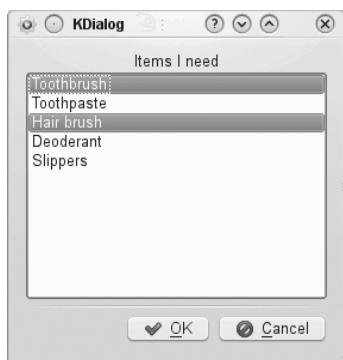 KDialog
Items I need
Toothbrush
Toothpaste
Hair brush
Deoderant
Slippers
OK
Cancel